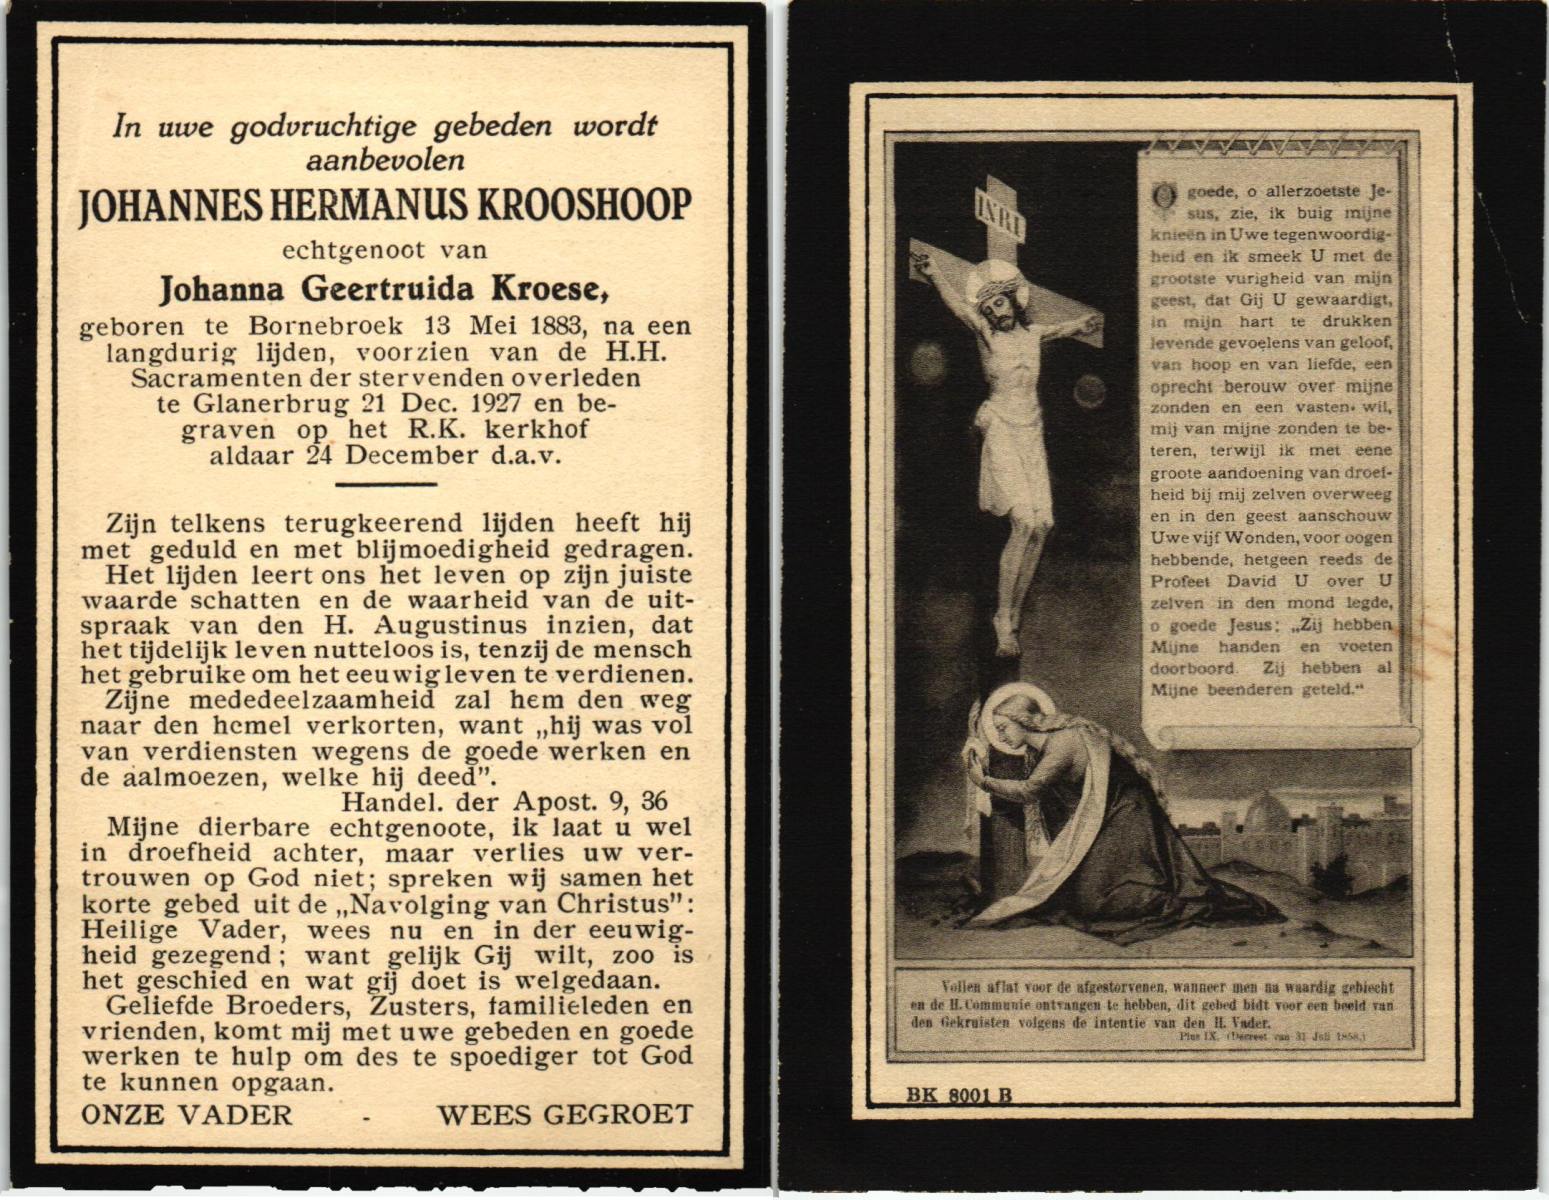 In uwe godvruchtige gebeden wordt
aanbevolen
JOHANNES HERMANUS KROOSHOOP
echtgenoot van
Johanna Geertruida Kroese,
geboren te Bornebroek 13 Mei 1883, na een
langdurig lijden, voorzien van de H.H.
Sacramenten der stervenden overleden
te Glanerbrug 21 Dec. 1927 en be-
graven op het R.K. kerkhof
aldaar 24 December d.a.v.
Zijn telkens terugkeerend lijden heeft hij
met geduld en met blijmoedigheid gedragen.
Het lijden leert ons het leven op zijn juiste
waarde schatten en de waarheid van de uit-
spraak van den H. Augustinus inzien, dat
het tijdelijk leven nutteloos is, tenzij de mensch
het gebruike om het eeuwig leven te verdienen.
Zijne mededeelzaamheid zal hem den weg
naar den hemel verkorten, want „hij was vol
van verdiensten wegens de goede werken en
de aalmoezen, welke hij deed”.
Handel. der Apost. 9, 36
Mijne dierbare echtgenoote, ik laat u wel
in droefheid achter, maar verlies uw ver-
trouwen op God niet; spreken wij samen het
korte gebed uit de „Navolging van Christus”:
Heilige Vader, wees nu en in der eeuwig-
heid gezegend; want gelijk Gij wilt, zoo is
het geschied en wat gij doet is welgedaan.
Geliefde Broeders, Zusters, familieleden en
vrienden, komt mij met uwe gebeden en goede
werken te hulp om des te spoediger tot God
te kunnen opgaan.
ONZE VADER - WEES GEGROET
INRI
O goede, o allerzoetste Je-
sus, zie, ik buig mijne
knieën in Uwe tegenwoordig-
heid en ik smeek U met de
grootste vurigheid van mijn
geest, dat Gij U gewaardigt,
in mijn hart te drukken
levende gevoelens van geloof,
van hoop en van liefde, een
oprecht berouw over mijne
zonden en een vasten wil,
mij van mijne zonden te be-
teren, terwijl ik met eene
groote aandoening van droef-
heid bij mij zelven overweeg
en in den geest aanschouw
Uwe vijf Wonden, voor oogen
hebbende, hetgeen reeds de
Profeet David U over U
zelven in den mond legde,
o goede Jesus: „Zij hebben
Mijne handen en voeten
doorboord. Zij hebben al
Mijne beenderen geteld.“
Vollen aflat voor de afgestorvenen, wanneer men na waardig gebiecht
en de H. Communie ontvangen te hebben, dit gebed bidt voor een beeld van
den Gekruisten volgens de intentie van den H. Vader.
Pius IX. (Decreet van 31 Juli 1858.)
BK 8001 B